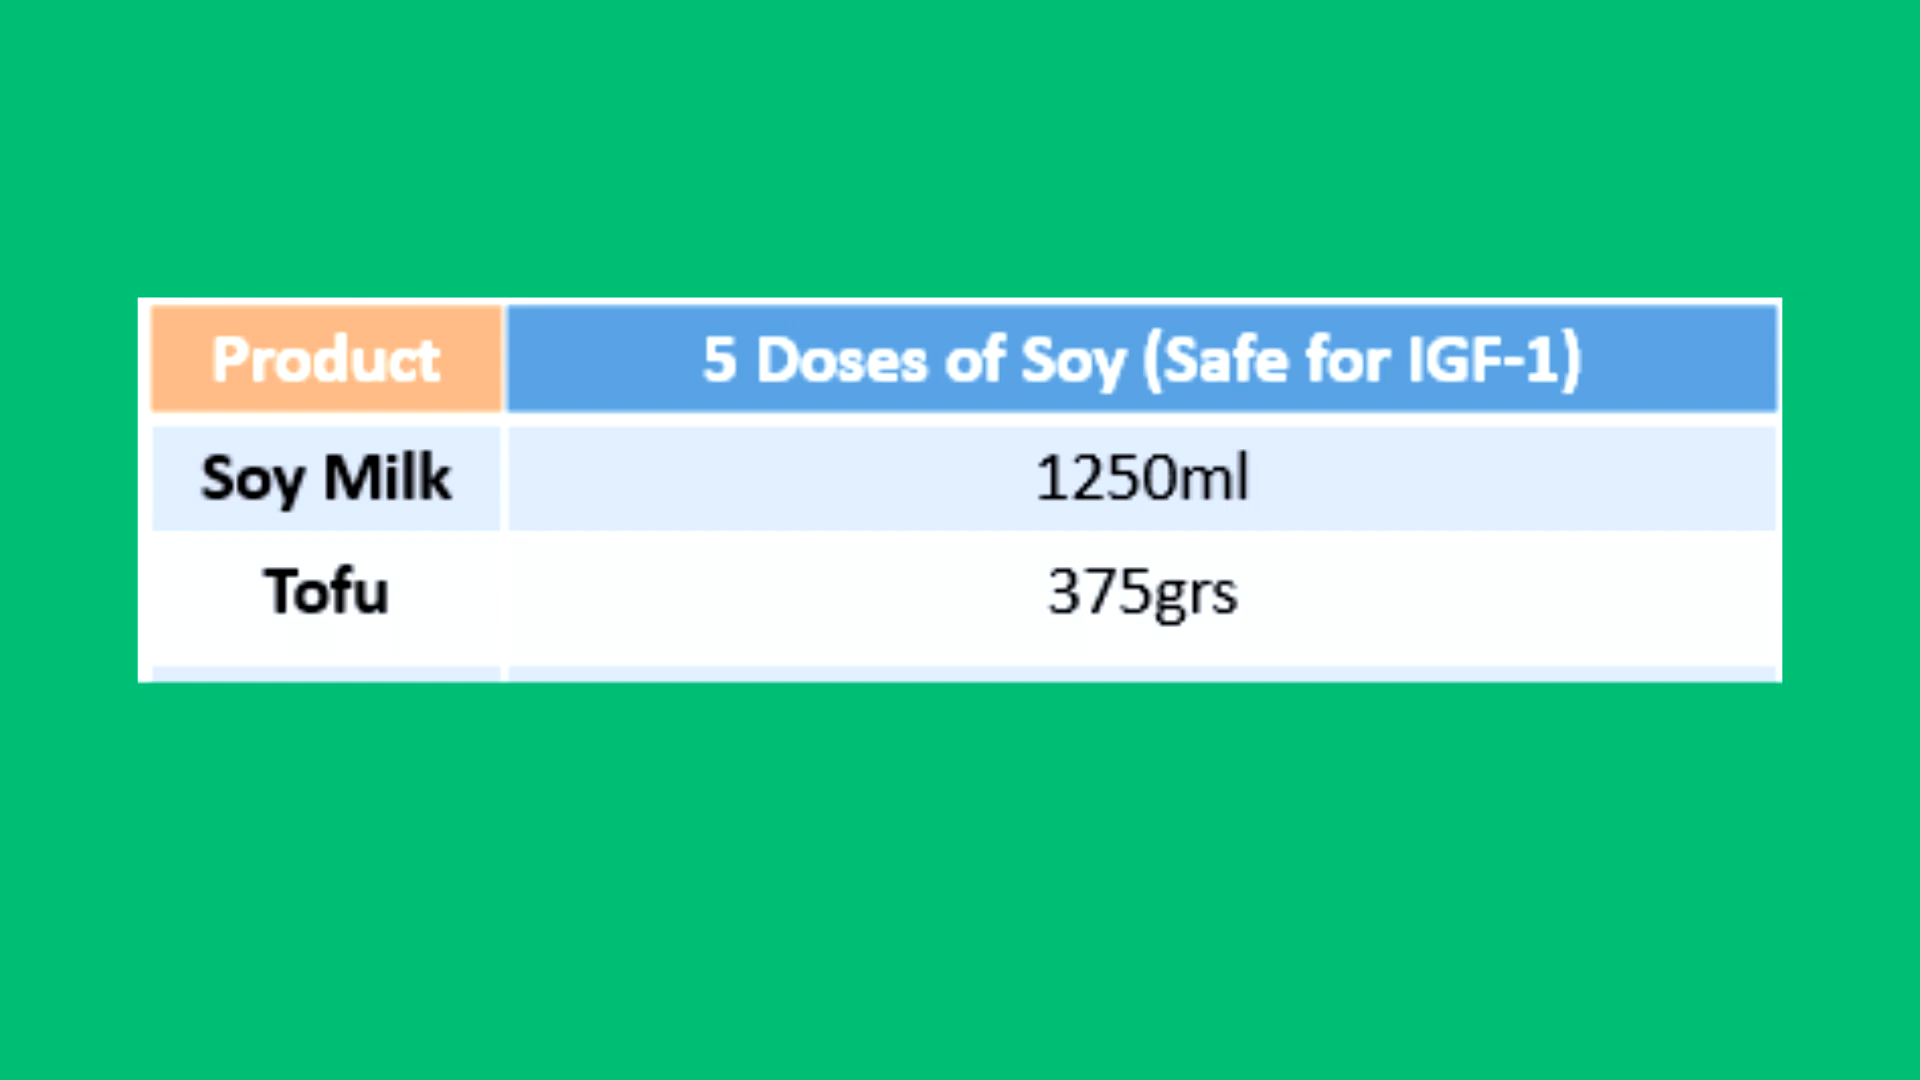 Product 5 Doses of Soy (Safe for IGF-1)
Soy Milk 1250ml
Tofu 375grs